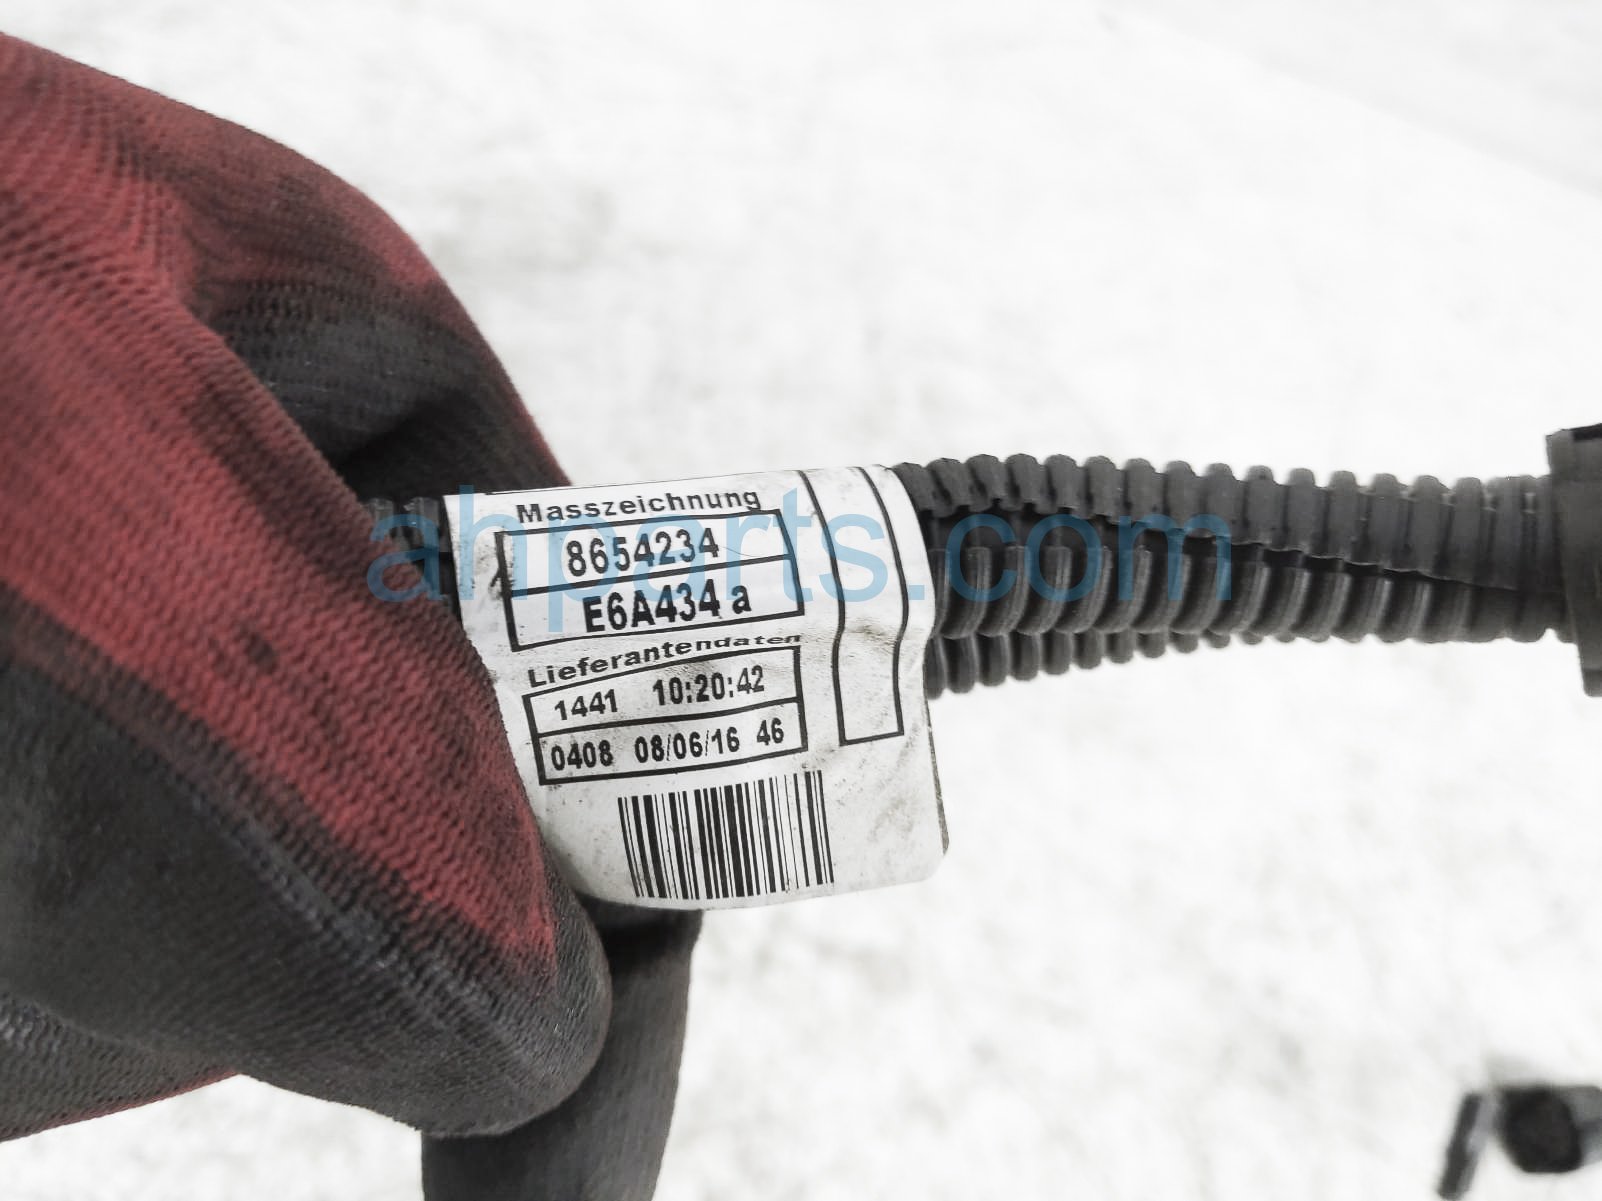 Masszeichnung
8654234
E6A434 a
Lieferantendaten
1441 10:20:42
0408 08/06/16 46
ahparts.com